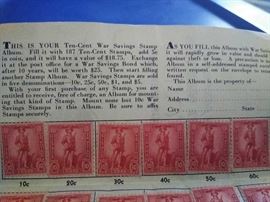 THIS IS YOUR Ten-Cent War Savings Stamp
Album. Fill it with 187 Ten-Cent stamps, add 5c
in coin, and it will have a value of $18.75. Exchange
it at the post office for a War Savings Bond which,
after 10 years, will be worth $25. Then start filling
another Stamp Album. War Savings Stamps are sold
in five denominations—10c, 25c, 50c, $1, and $5.
With your first purchase of any Stamp, you are
entitled to receive, free of charge, an Album for mount-
ing that kind of Stamp. Mount none but 10c War
Savings Stamps in this Album. Be sure to affix
Stamps securely.
AS YOU FILL this Album with War
it will rapidly grow in value and should
against theft or loss. A precaution is
Album in a self-addressed stamped
written request on the envelope to
found.
This Album is the property of—
Name
Address
City State
10c 20c 30c 40c 50c 60c